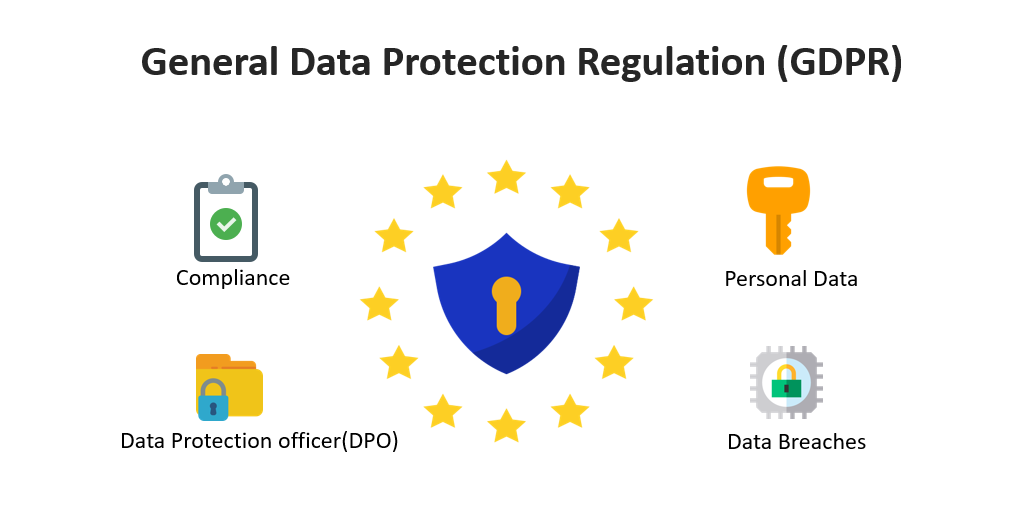 General Data Protection Regulation (GDPR)
Compliance
Personal Data
Data Protection officer(DPO)
Data Breaches